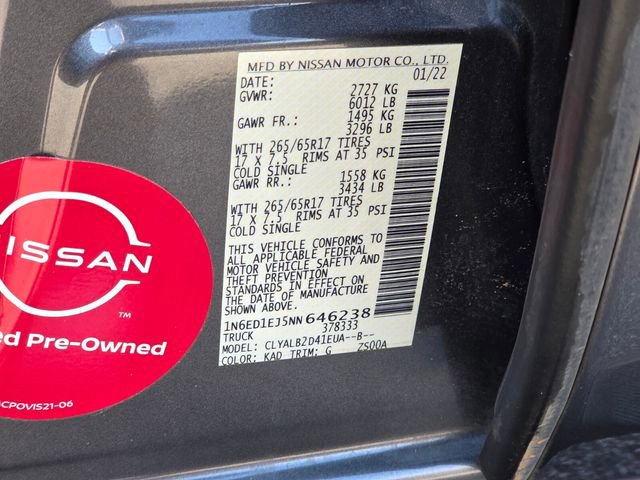 MFD BY NISSAN MOTOR CO., LTD.
DATE: 01/22
GVWR: 2727 KG
6012 LB
GAWR FR.: 1495 KG
3296 LB
WITH 265/65R17 TIRES
17 X 7.5 RIMS AT 35 PSI
COLD SINGLE
GAWR RR.: 1558 KG
3434 LB
WITH 265/65R17 TIRES
17 X 7.5 RIMS AT 35 PSI
COLD SINGLE
THIS VEHICLE CONFORMS TO
ALL APPLICABLE FEDERAL
MOTOR VEHICLE SAFETY AND
THEFT PREVENTION
STANDARDS IN EFFECT ON
THE DATE OF MANUFACTURE
SHOWN ABOVE.
1N6ED1EJ5NN646238
TRUCK 378333
MODEL: CLYALB2D41EUA--B--
COLOR: KAD TRIM: G ZS00A
NISSAN
TM
ed Pre-Owned
CPOVIS21-06